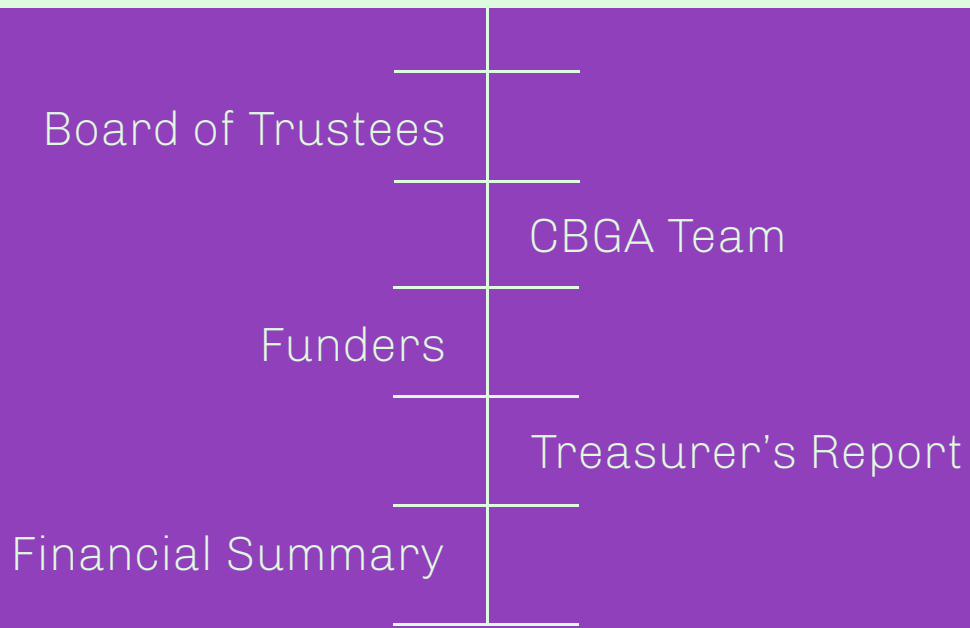 Board of Trustees
CBGA Team
Funders
Treasurer’s Report
Financial Summary